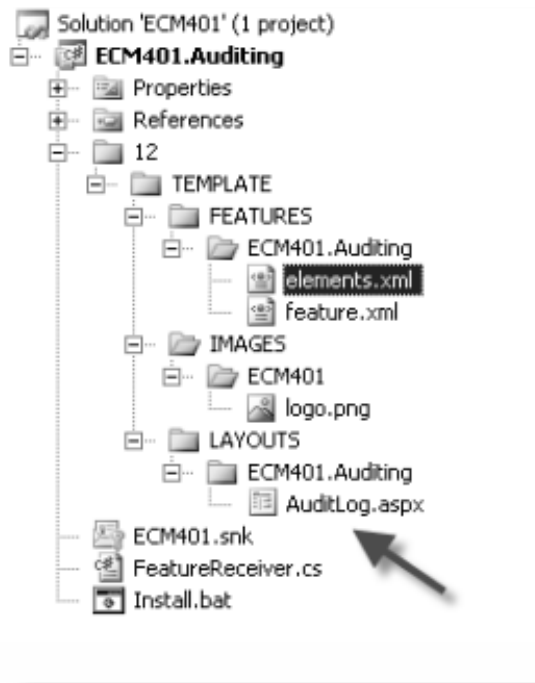 Solution 'ECM401' (1 project)
ECM401.Auditing
Properties
References
12
TEMPLATE
FEATURES
ECM401.Auditing
elements.xml
feature.xml
IMAGES
ECM401
logo.png
LAYOUTS
ECM401.Auditing
AuditLog.aspx
ECM401.snk
FeatureReceiver.cs
Install.bat